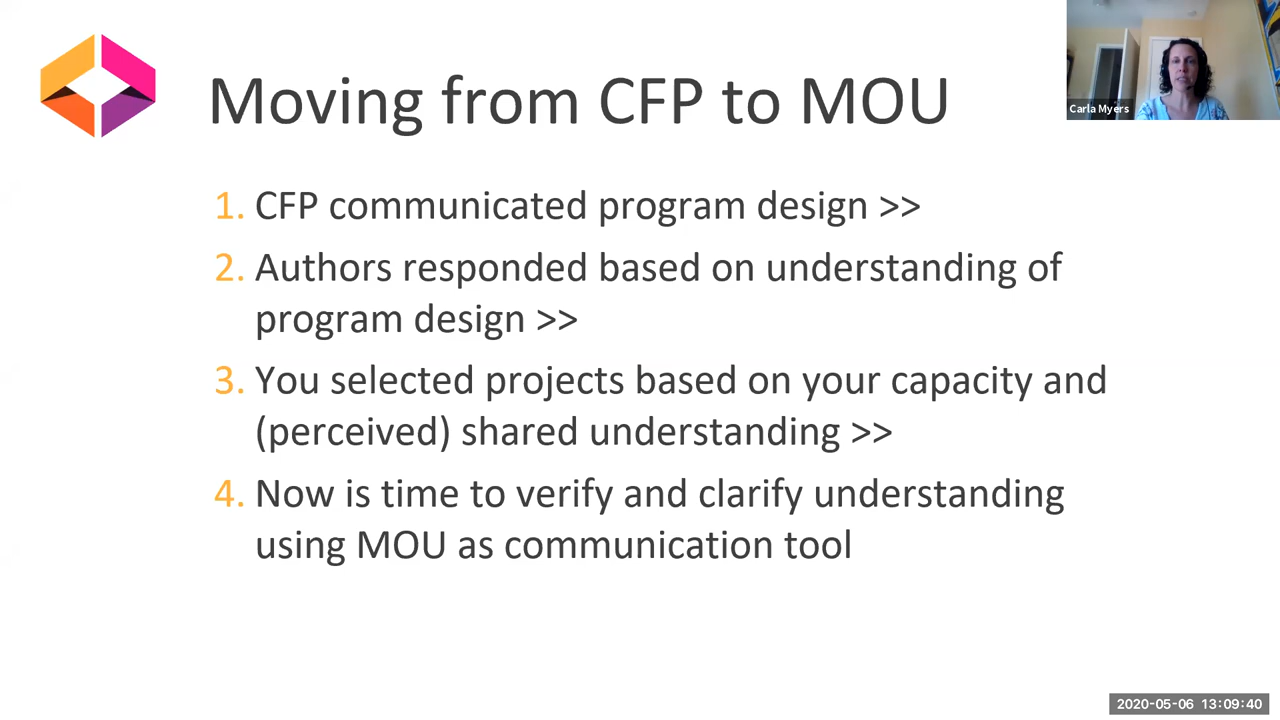 Moving from CFP to MOU
Carla Myers
1. CFP communicated program design >>
2. Authors responded based on understanding of
program design >>
3. You selected projects based on your capacity and
(perceived) shared understanding >>
4. Now is time to verify and clarify understanding
using MOU as communication tool
2020-05-06 13:09:40